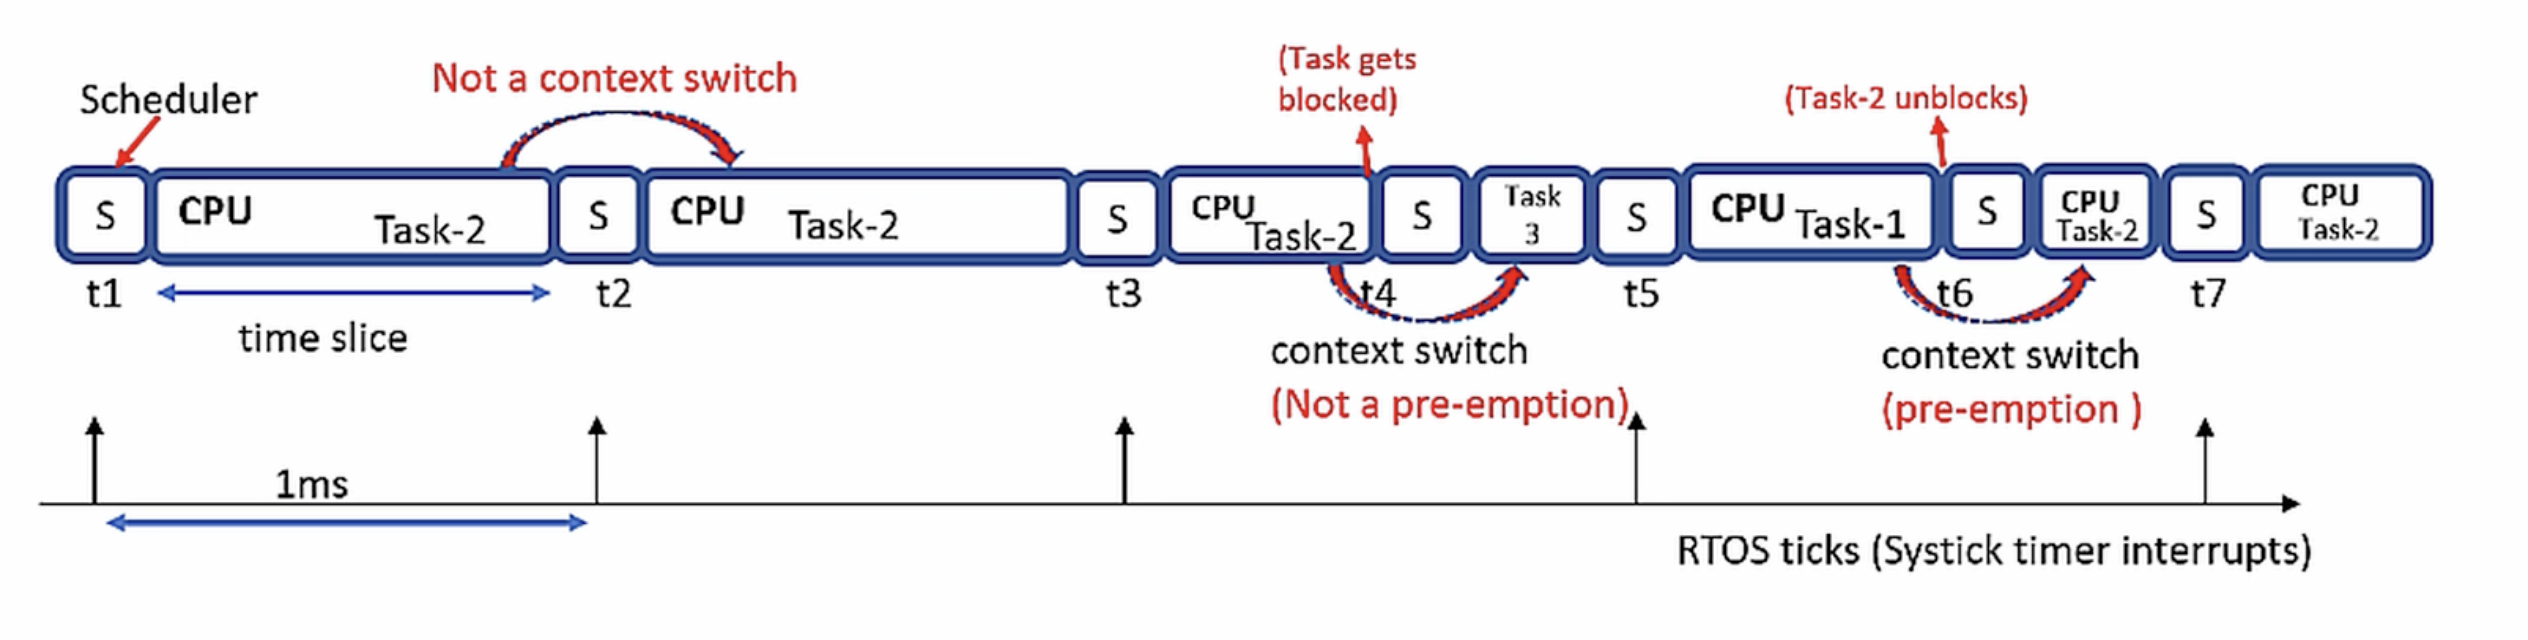 (Task gets
blocked)
Not a context switch
Scheduler
(Task-2 unblocks)
S
CPU
Task-2
S
CPU
Task-2
S
CPU
Task-2
S
Task
3
S
CPU
Task-1
S
CPU
Task-2
S
CPU
Task-2
t1
t2
t3
t4
t5
t6
t7
time slice
context switch
(Not a pre-emption)
context switch
(pre-emption )
1ms
RTOS ticks (Systick timer interrupts)